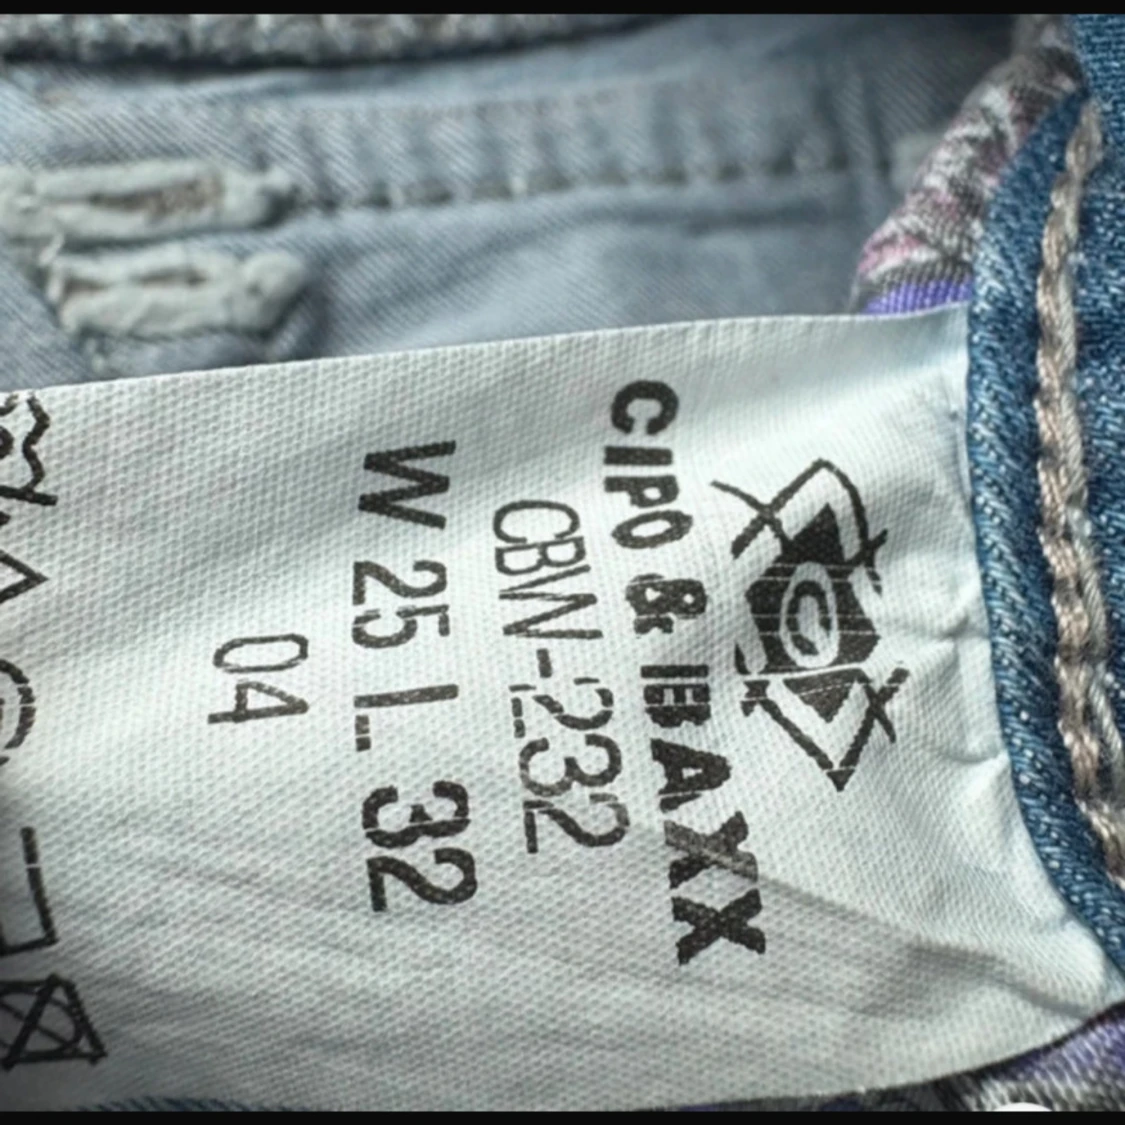 C
CIPO & BAXX
CBW-232
W 25 L 32
04